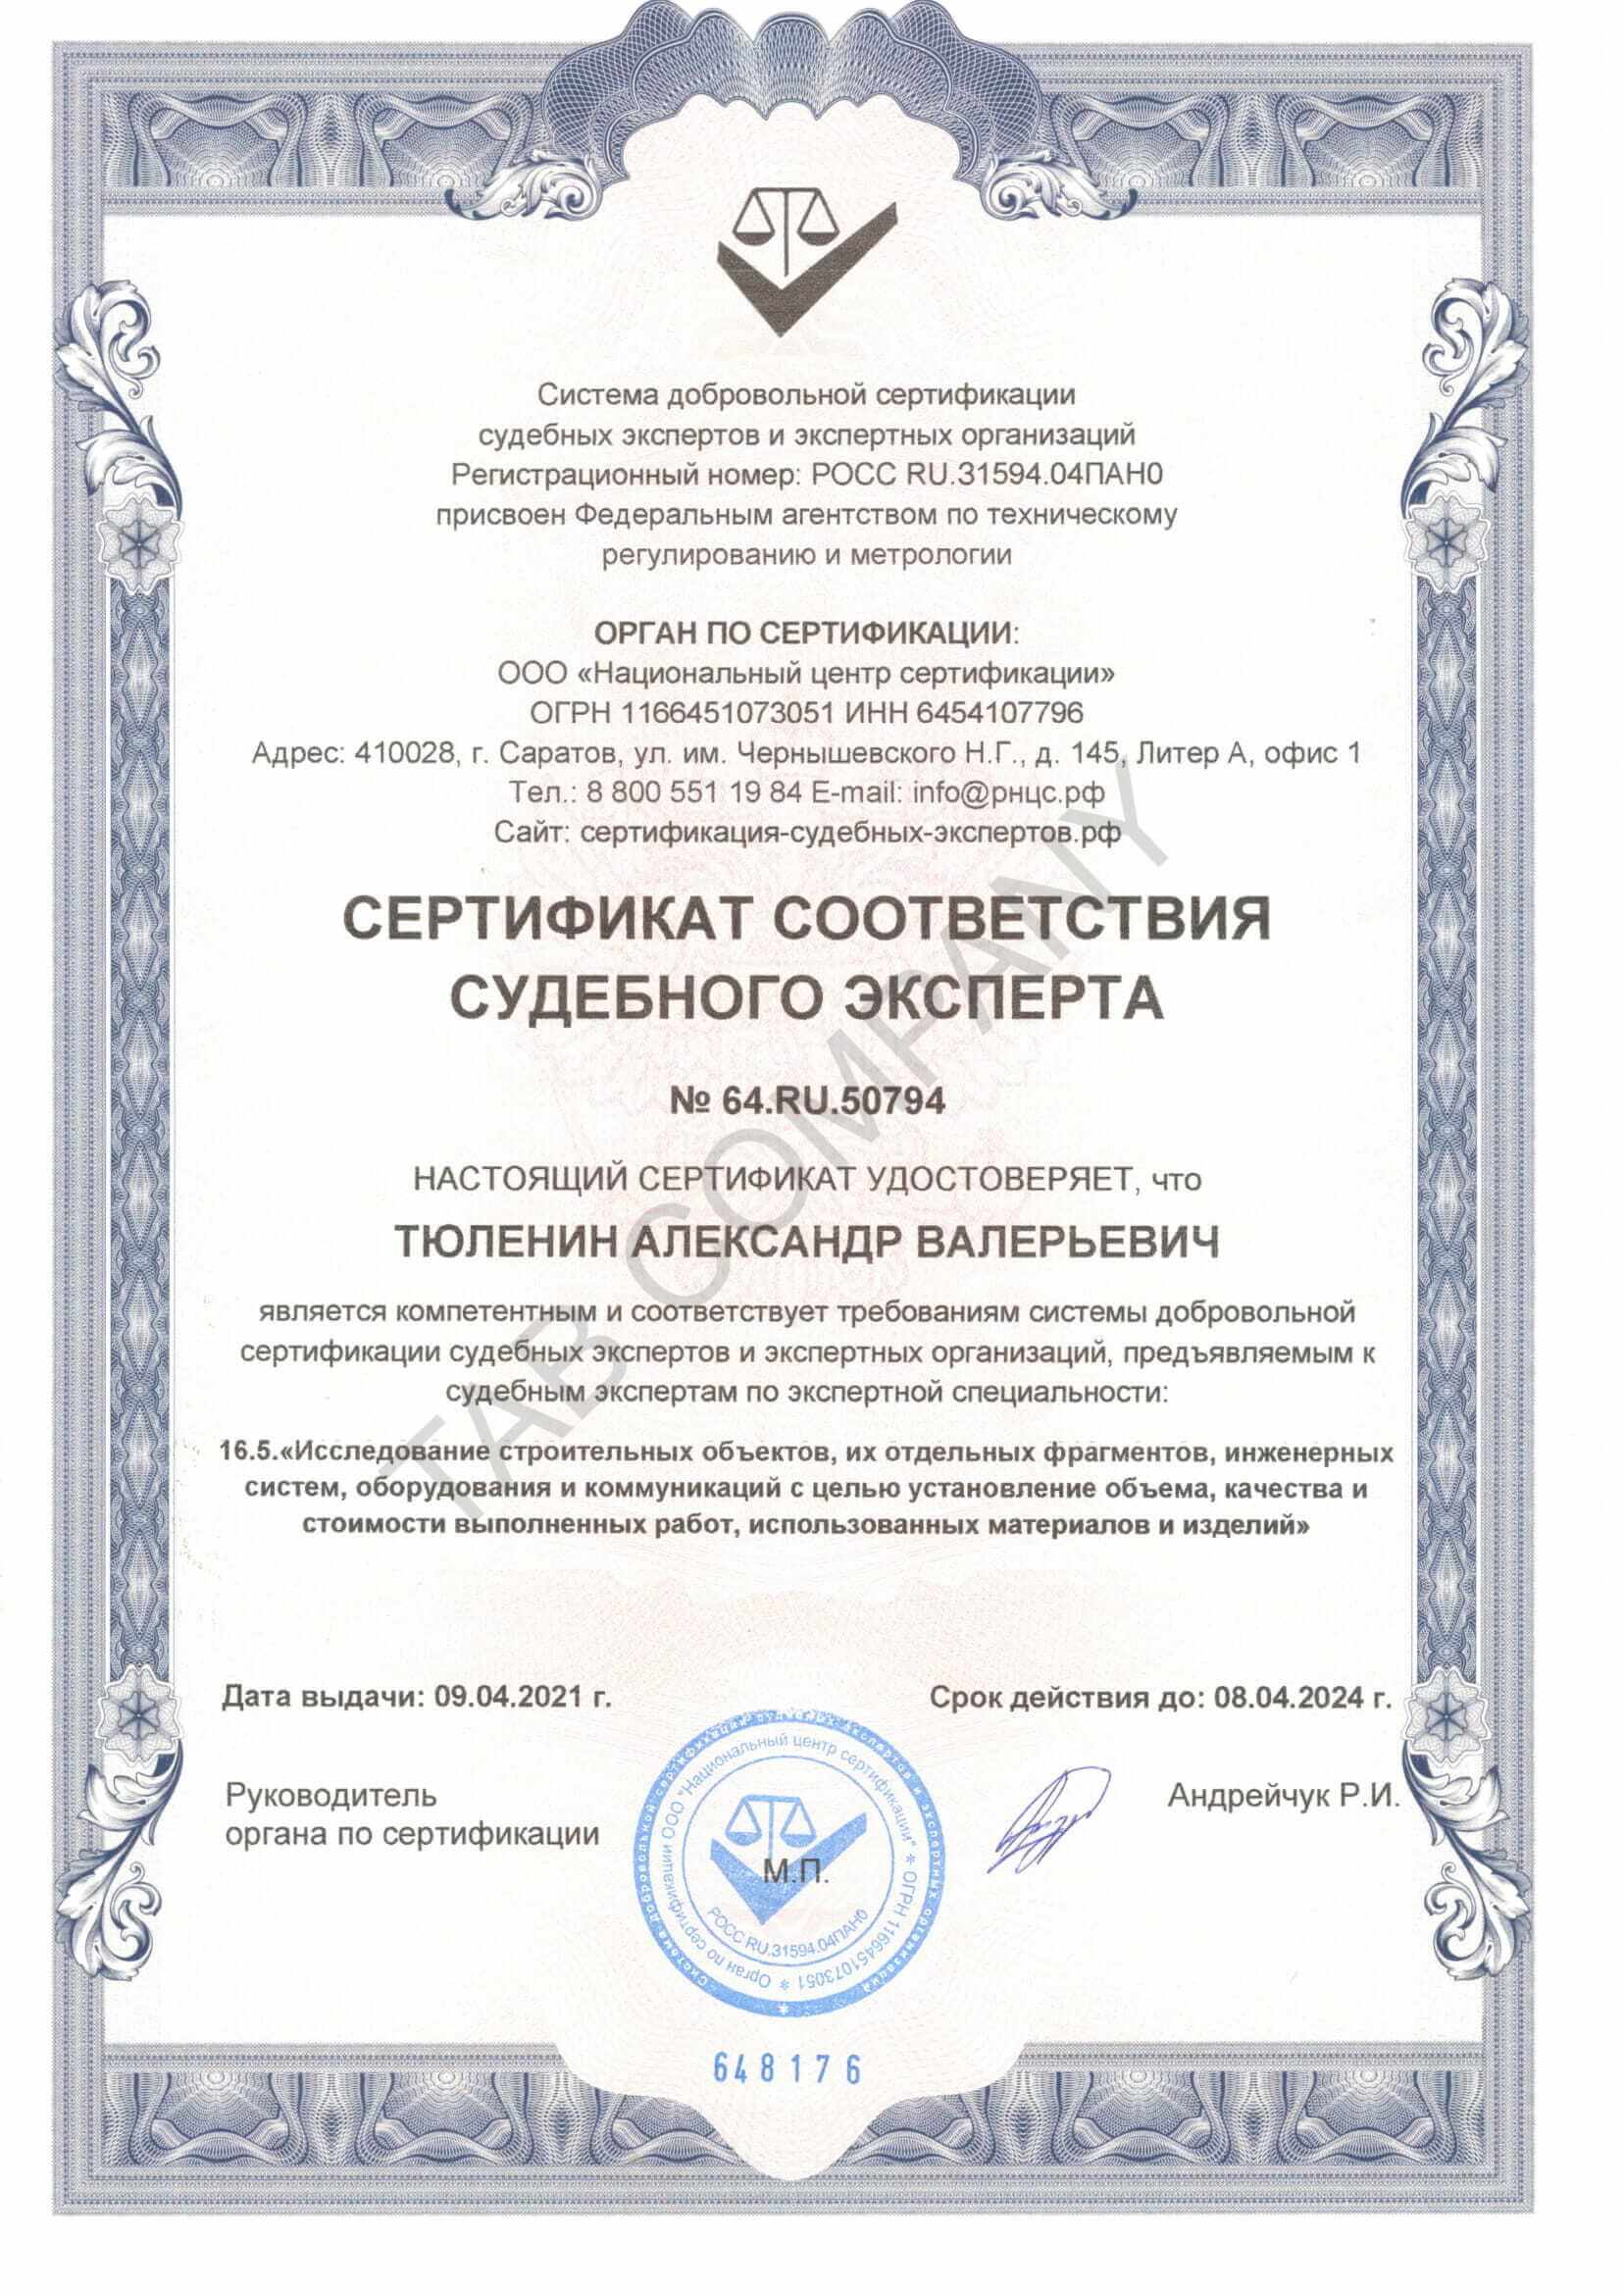 Система добровольной сертификации
судебных экспертов и экспертных организаций
Регистрационный номер: РОСС RU.31594.04ПАН0
присвоен Федеральным агентством по техническому
регулированию и метрологии
ОРГАН ПО СЕРТИФИКАЦИИ:
ООО «Национальный центр сертификации»
ОГРН 1166451073051 ИНН 6454107796
Адрес: 410028, г. Саратов, ул. им. Чернышевского Н.Г., д. 145, Литер А, офис 1
Тел.: 8 800 551 19 84 E-mail: info@рнцс.рф
Сайт: сертификация-судебных-экспертов.рф
СЕРТИФИКАТ СООТВЕТСТВИЯ
СУДЕБНОГО ЭКСПЕРТА
№ 64.RU.50794
НАСТОЯЩИЙ СЕРТИФИКАТ УДОСТОВЕРЯЕТ, что
ТЮЛЕНИН АЛЕКСАНДР ВАЛЕРЬЕВИЧ
является компетентным и соответствует требованиям системы добровольной
сертификации судебных экспертов и экспертных организаций, предъявляемым к
судебным экспертам по экспертной специальности:
16.5.«Исследование строительных объектов, их отдельных фрагментов, инженерных
систем, оборудования и коммуникаций с целью установление объема, качества и
стоимости выполненных работ, использованных материалов и изделий»
TAB COMPANY
Дата выдачи: 09.04.2021 г.
Срок действия до: 08.04.2024 г.
Руководитель
органа по сертификации
Андрейчук Р.И.
Система добровольной сертификации судебных экспертов и экспертных организаций
Орган по сертификации ООО "Национальный центр сертификации" * ОГРН 1166451073051 *
М.П.
РОСС RU.31594.04ПАН0
648176